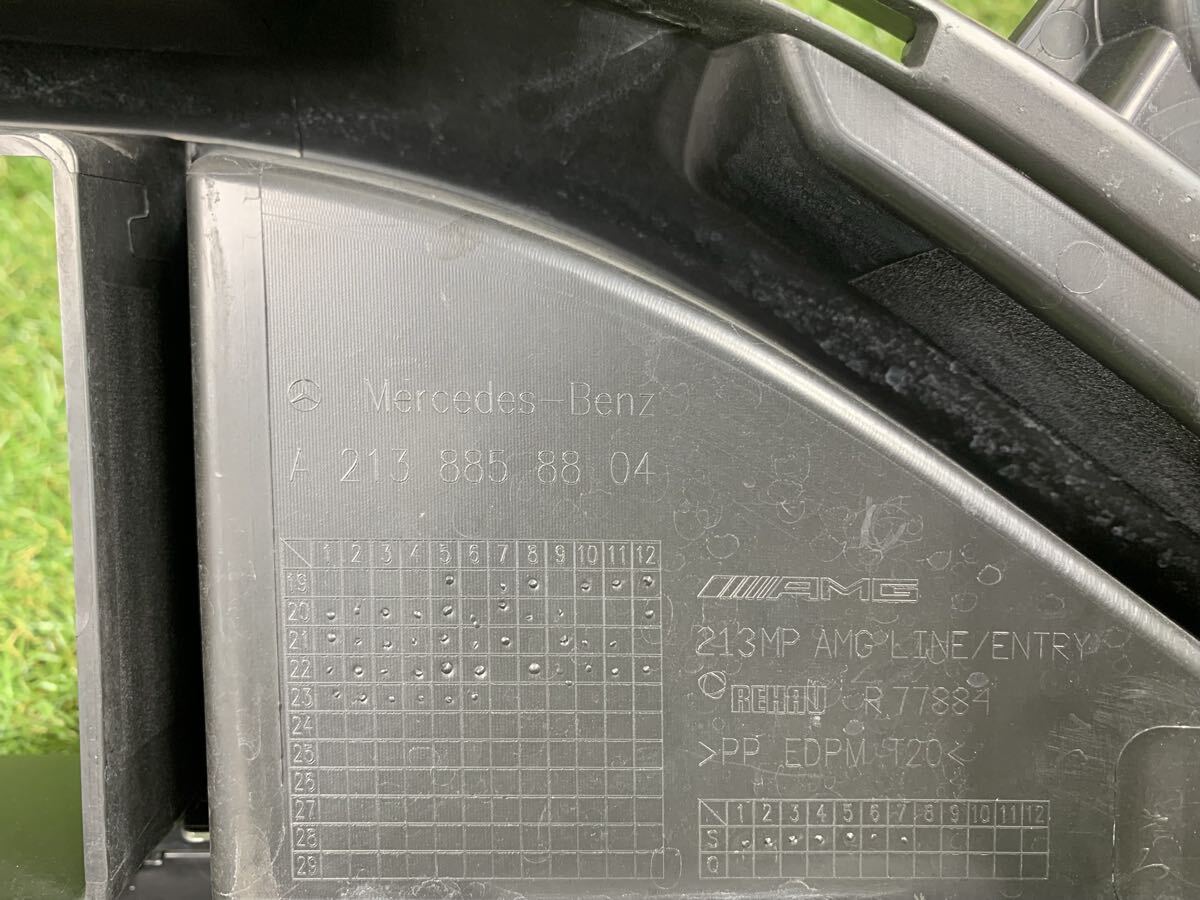 Mercedes-Benz
A 213 885 88 04
1 2 3 4 5 6 7 8 9 10 11 12
19
20
21
22
23
24
25
26
27
28
29
AMG
213MP AMG LINE/ENTRY
REHAU R 77884
>PP EDPM T20<
1 2 3 4 5 6 7 8 9 10 11 12
S
Q